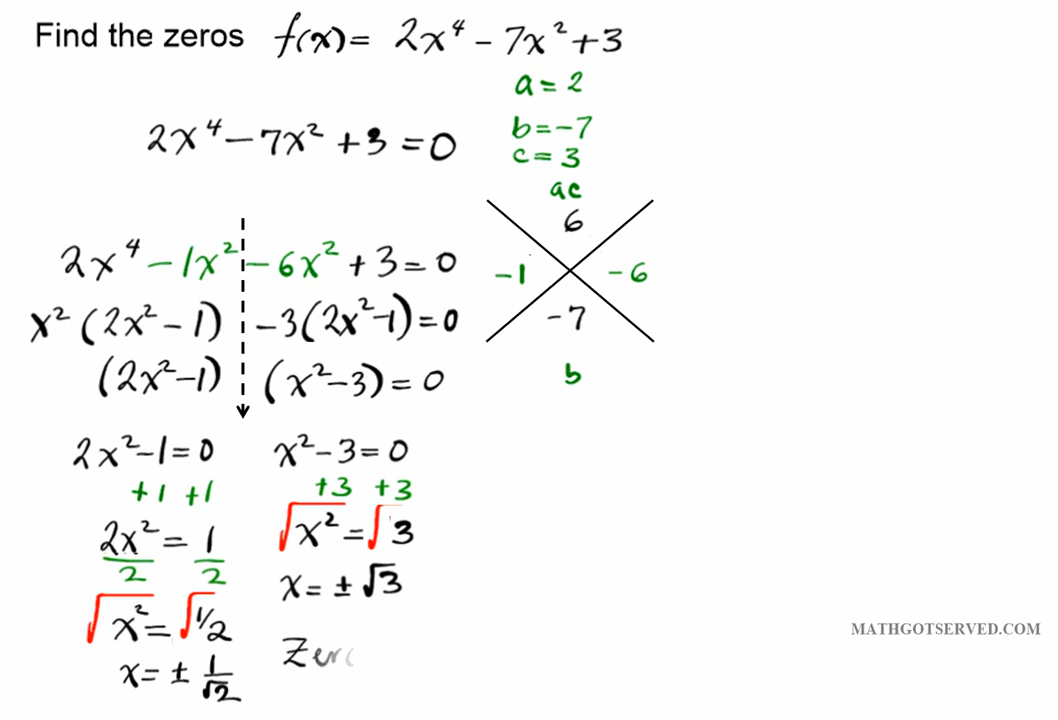 Find the zeros f(x) = 2x⁴ - 7x² + 3
a = 2
2x⁴ - 7x² + 3 = 0
b = -7
c = 3
ac
6
2x⁴ - 1x² - 6x² + 3 = 0
-1 -6
x² (2x² - 1) - 3(2x² - 1) = 0
-7
(2x² - 1) (x² - 3) = 0
b
2x² - 1 = 0 x² - 3 = 0
+1 +1 +3 +3
2x² = 1 √x² = √3
2 2
x = ± √3
√x² = √1/2
MATHGOTSERVED.COM
Zero
x = ± 1/√2